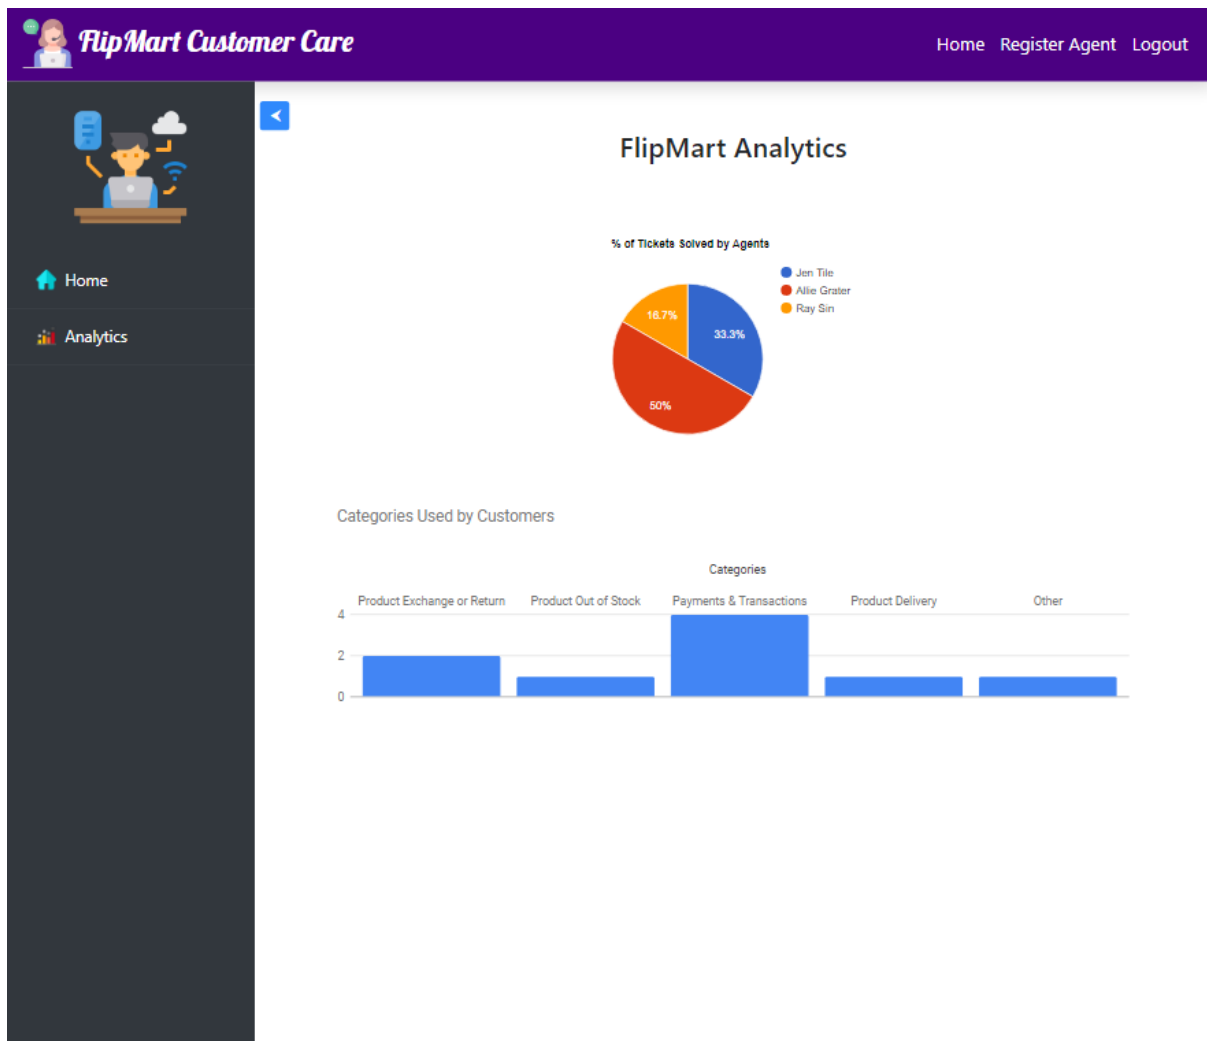 FlipMart Customer Care
Home Register Agent Logout
FlipMart Analytics
Home
Analytics
% of Tickets Solved by Agents
Jen Tile
Allie Grater
Ray Sin
16.7%
33.3%
50%
Categories Used by Customers
Categories
Product Exchange or Return Product Out of Stock Payments & Transactions Product Delivery Other
4
2
0